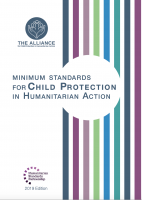 THE ALLIANCE
MINIMUM STANDARDS
FOR CHILD PROTECTION
IN HUMANITARIAN ACTION
Humanitarian
Standards
Partnership
2019 Edition